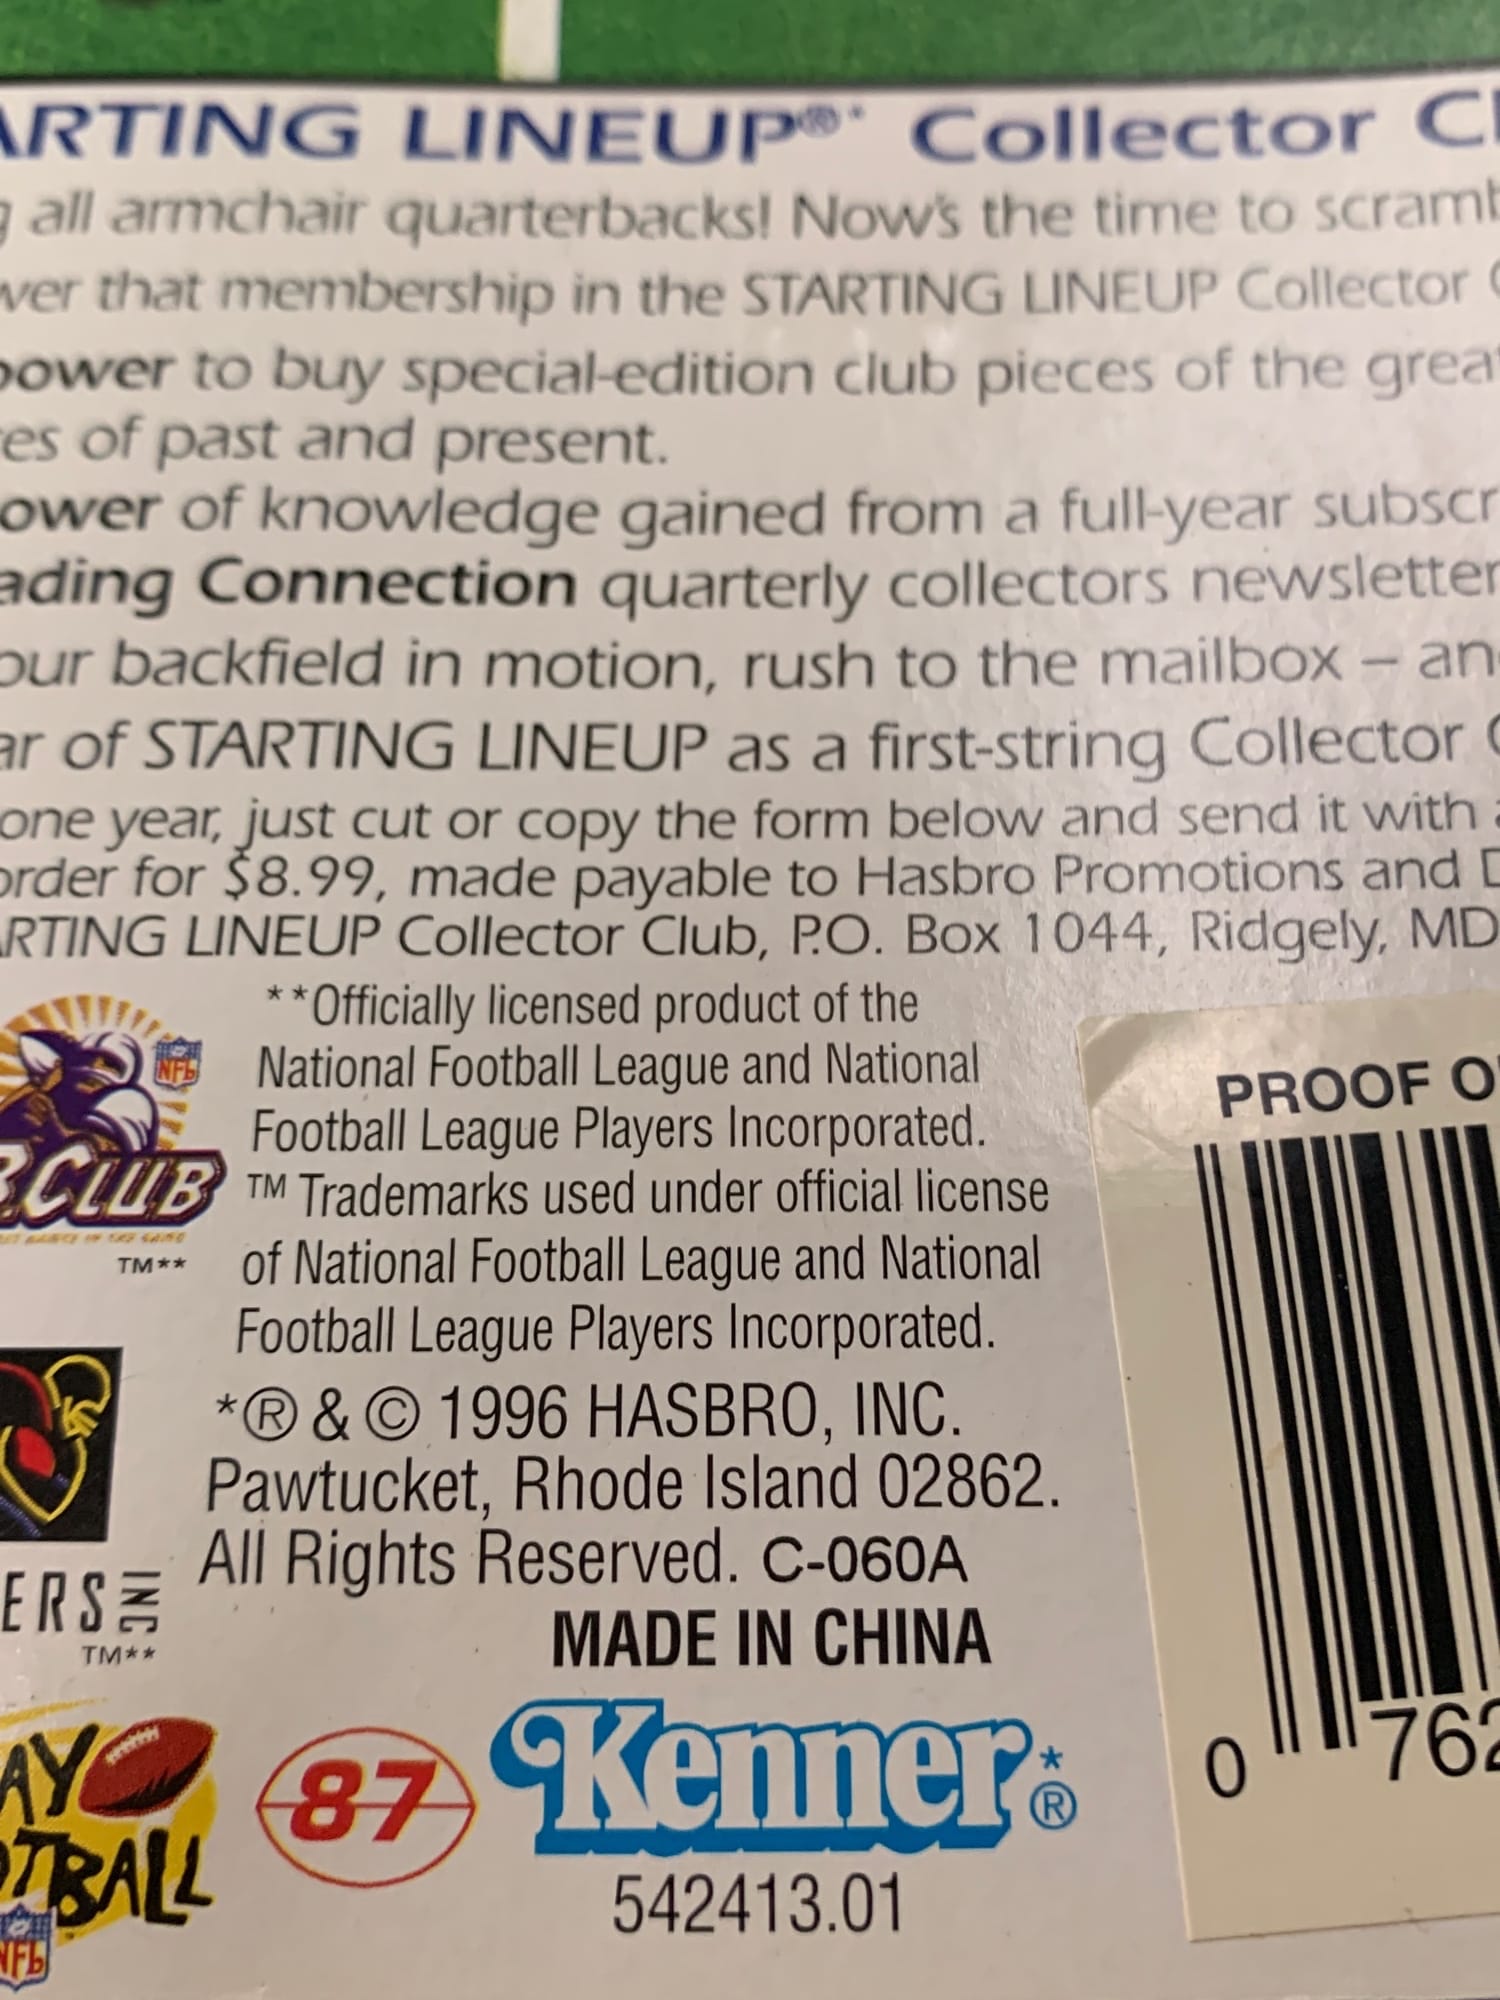 ARTING LINEUP®* Collector Cl
g all armchair quarterbacks! Now's the time to scramb
ver that membership in the STARTING LINEUP Collector C
power to buy special-edition club pieces of the great
es of past and present.
ower of knowledge gained from a full-year subscr
ading Connection quarterly collectors newsletter
our backfield in motion, rush to the mailbox – an
ar of STARTING LINEUP as a first-string Collector C
one year, just cut or copy the form below and send it with a
order for $8.99, made payable to Hasbro Promotions and D
ARTING LINEUP Collector Club, P.O. Box 1044, Ridgely, MD
**Officially licensed product of the
National Football League and National
Football League Players Incorporated.
™ Trademarks used under official license
of National Football League and National
Football League Players Incorporated.
*® & © 1996 HASBRO, INC.
Pawtucket, Rhode Island 02862.
All Rights Reserved. C-060A
MADE IN CHINA
NFL
B.CLUB
TM**
ERS INC
TM**
AY
OTBALL
NFL
87
Kenner*®
542413.01
PROOF O
0 762